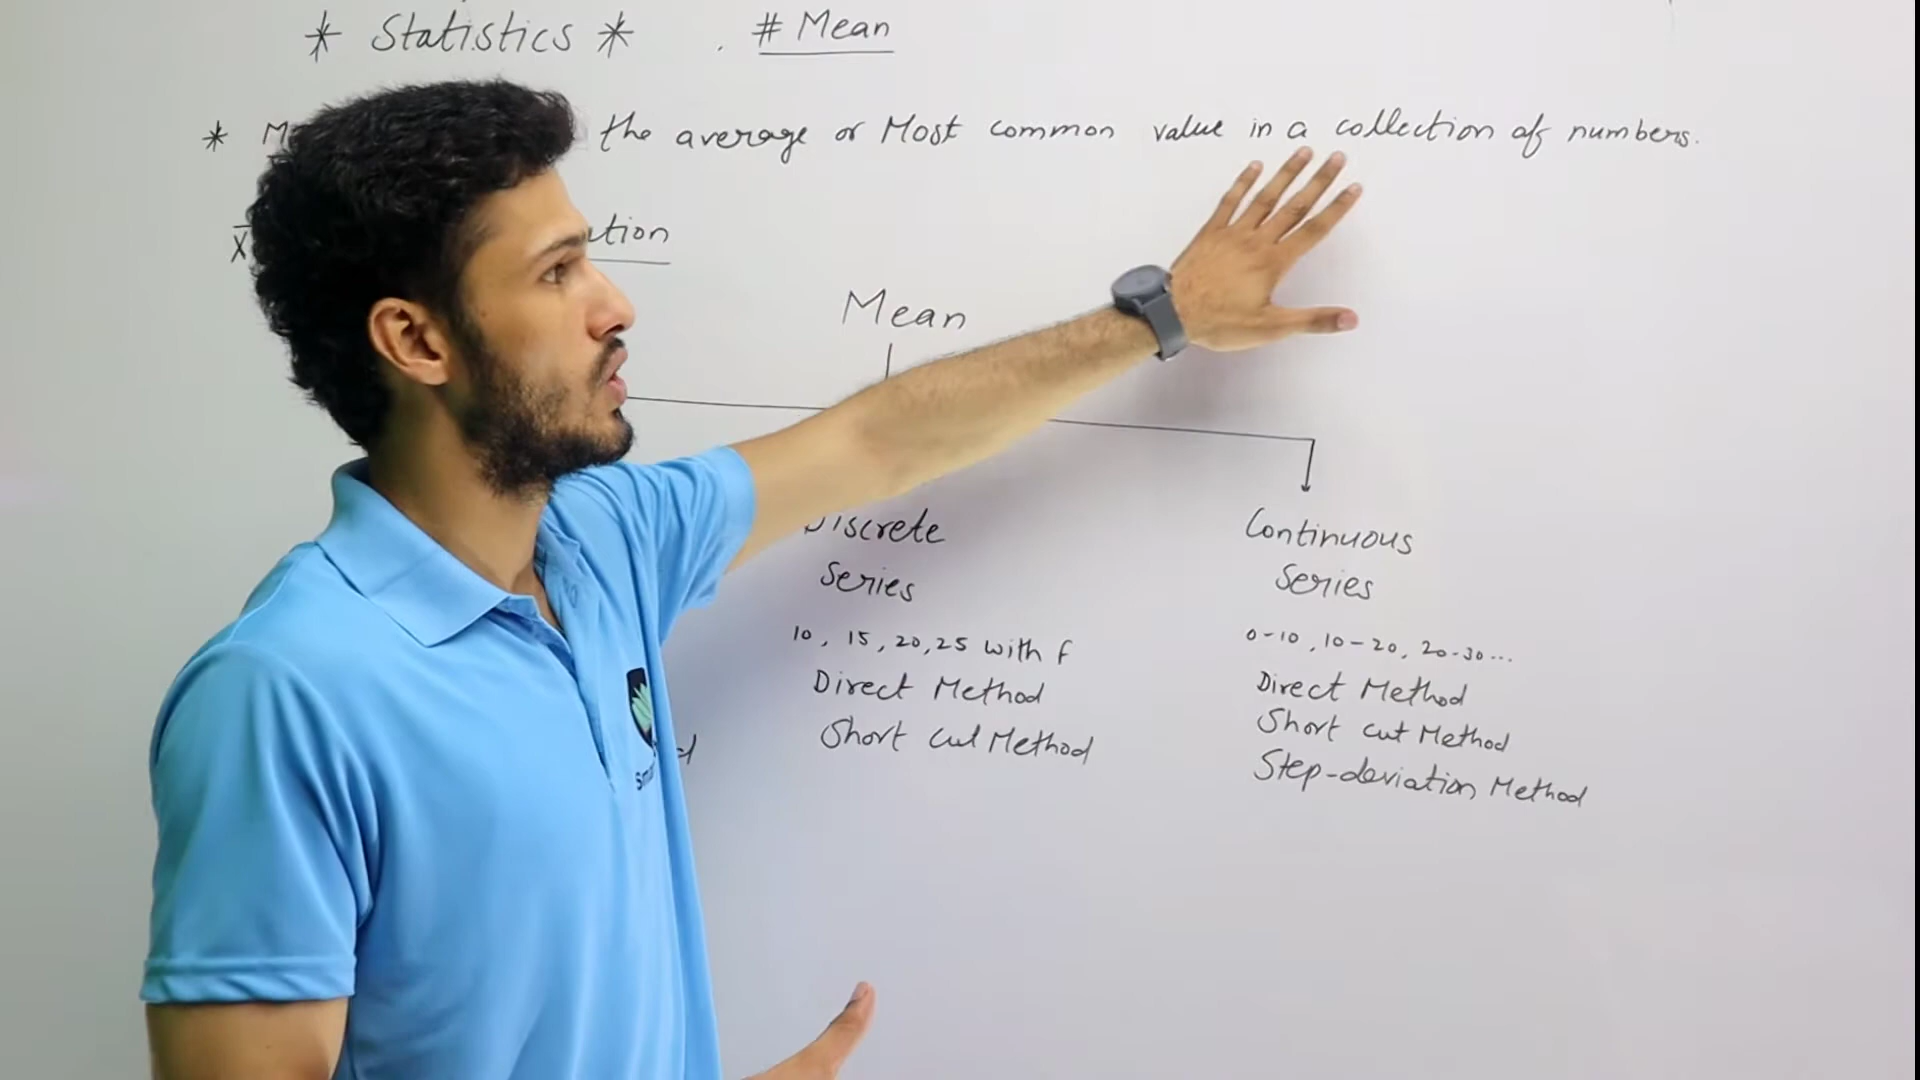 * Statistics * . # Mean
* the average or Most common value in a collection of numbers.
X̄
Mean
Discrete
Series
10, 15, 20, 25 with f
Direct Method
Short cut Method
Continuous
Series
0-10, 10-20, 20-30...
Direct Method
Short cut Method
Step-deviation Method